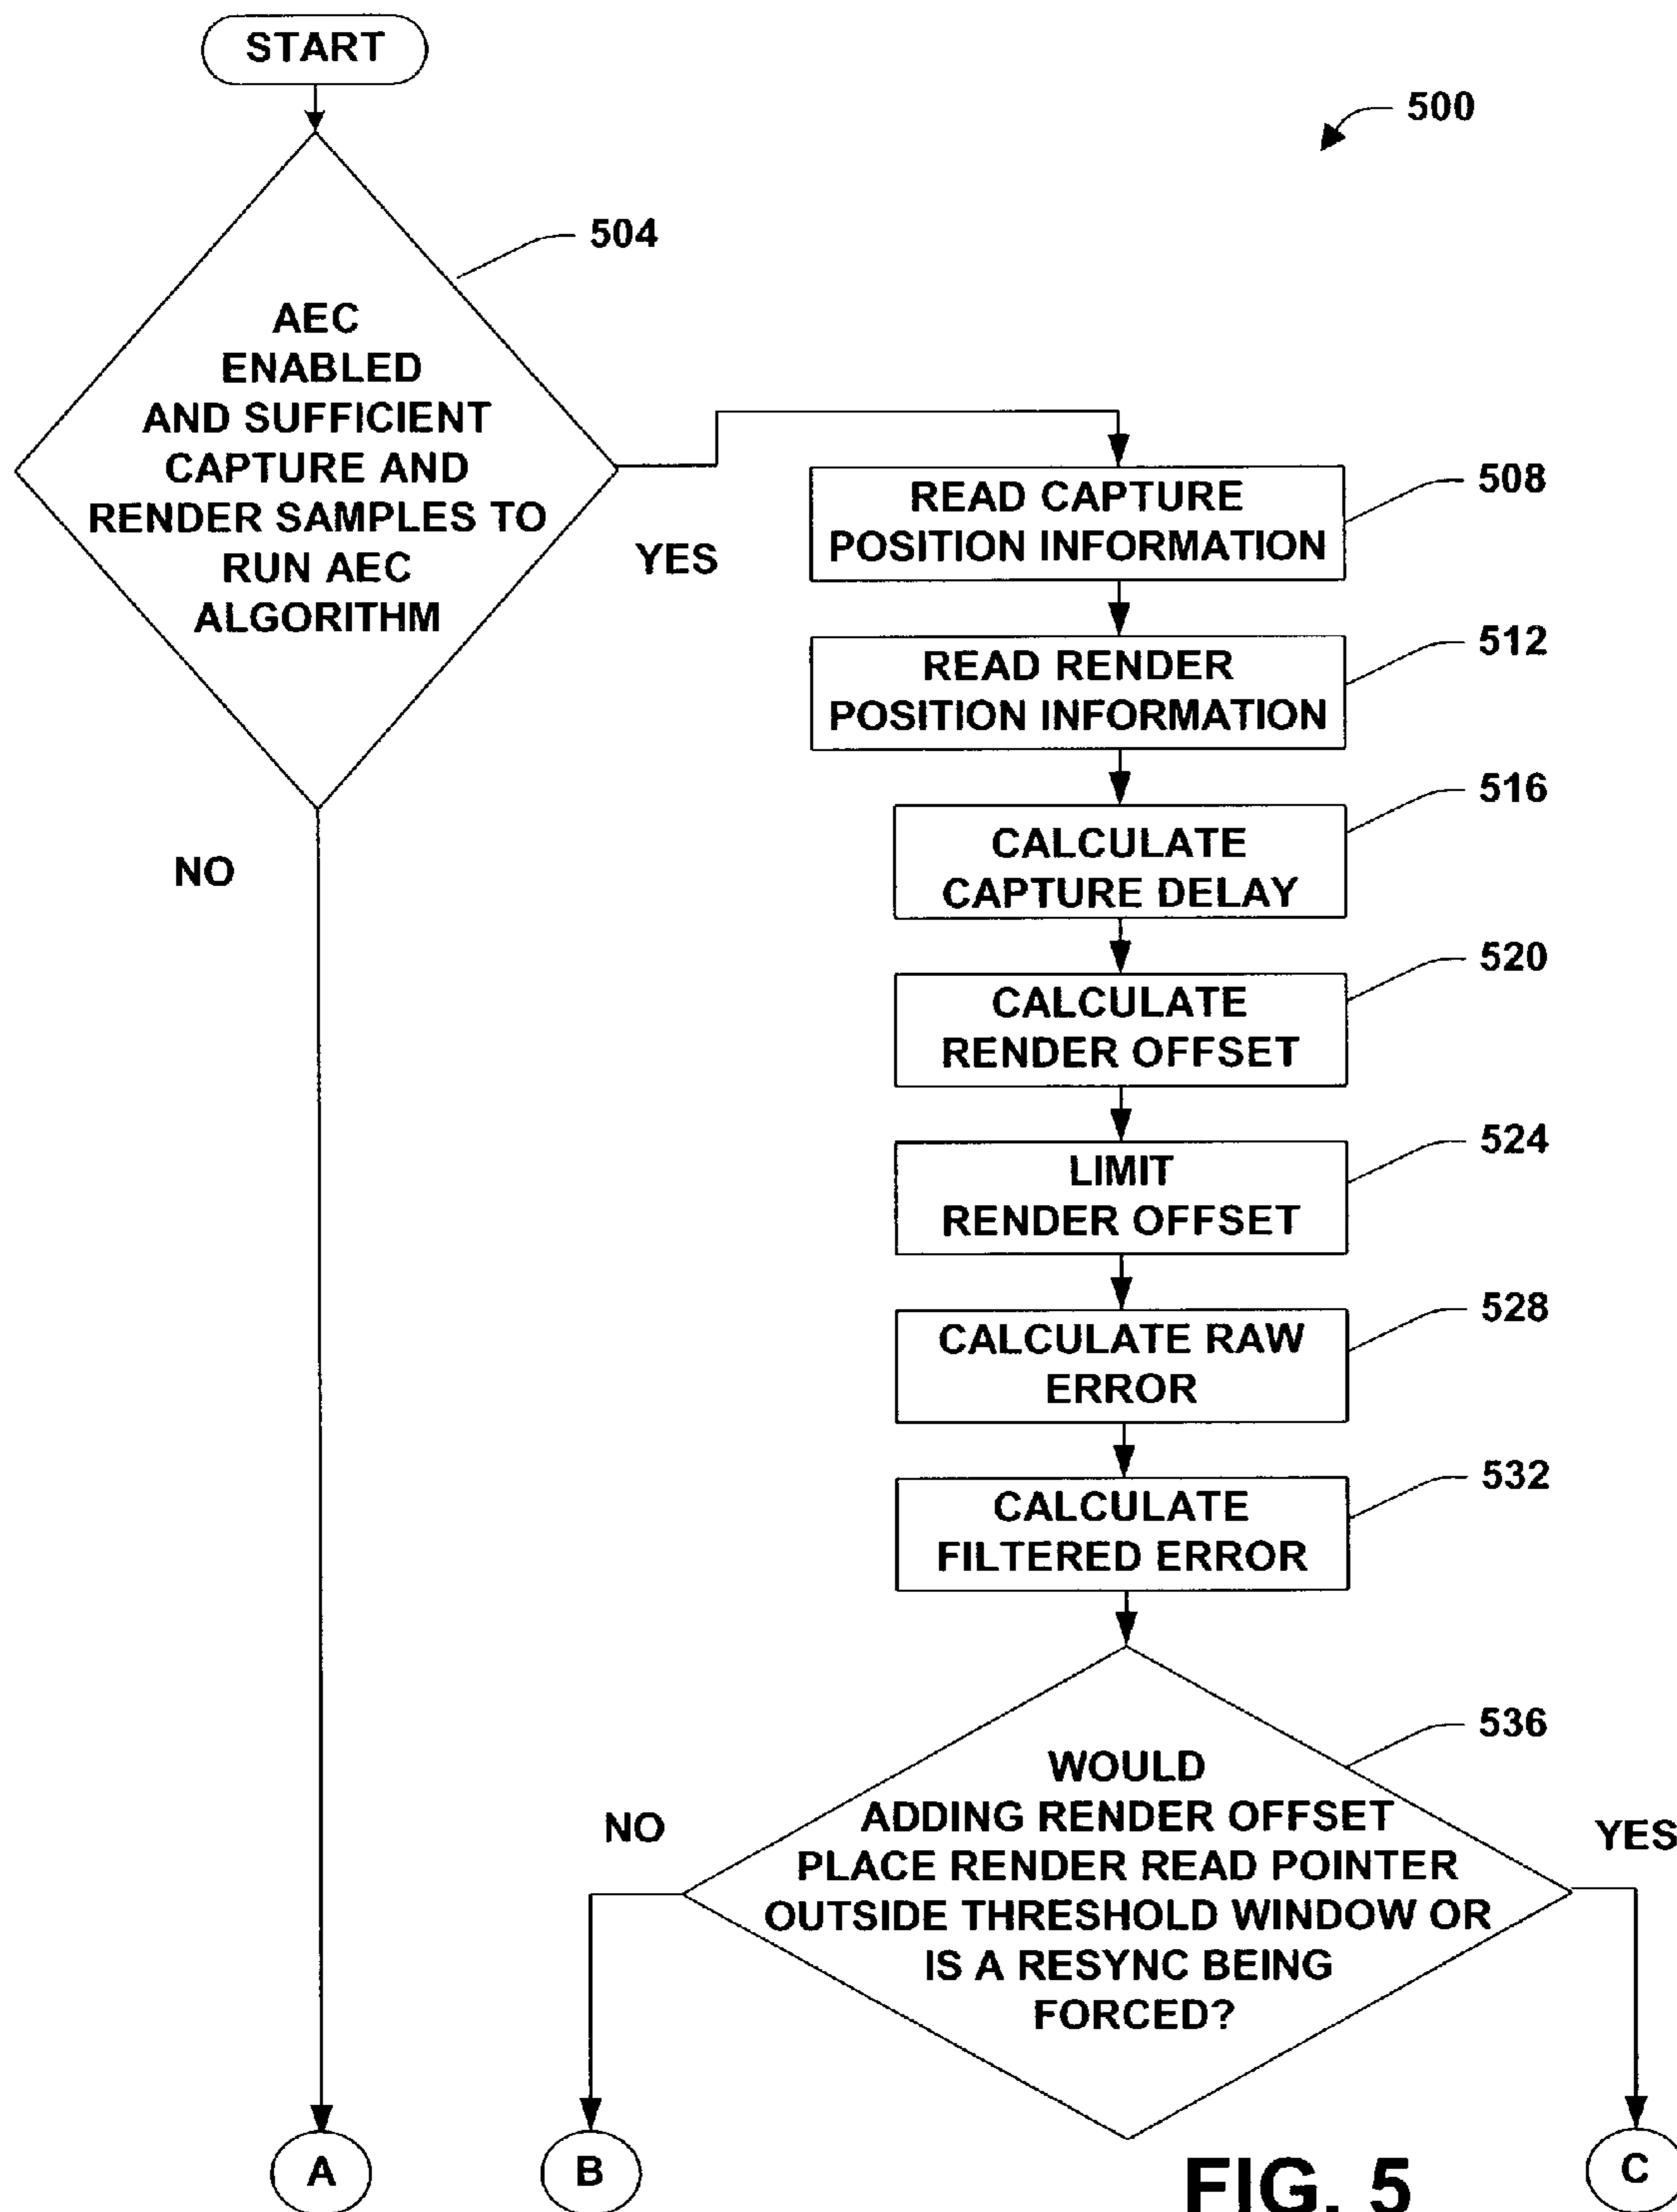 START
500
504
AEC
ENABLED
AND SUFFICIENT
CAPTURE AND
RENDER SAMPLES TO
RUN AEC
ALGORITHM
YES
NO
READ CAPTURE
POSITION INFORMATION
508
READ RENDER
POSITION INFORMATION
512
CALCULATE
CAPTURE DELAY
516
CALCULATE
RENDER OFFSET
520
LIMIT
RENDER OFFSET
524
CALCULATE RAW
ERROR
528
CALCULATE
FILTERED ERROR
532
536
WOULD
ADDING RENDER OFFSET
PLACE RENDER READ POINTER
OUTSIDE THRESHOLD WINDOW OR
IS A RESYNC BEING
FORCED?
NO
YES
A
B
C
FIG. 5